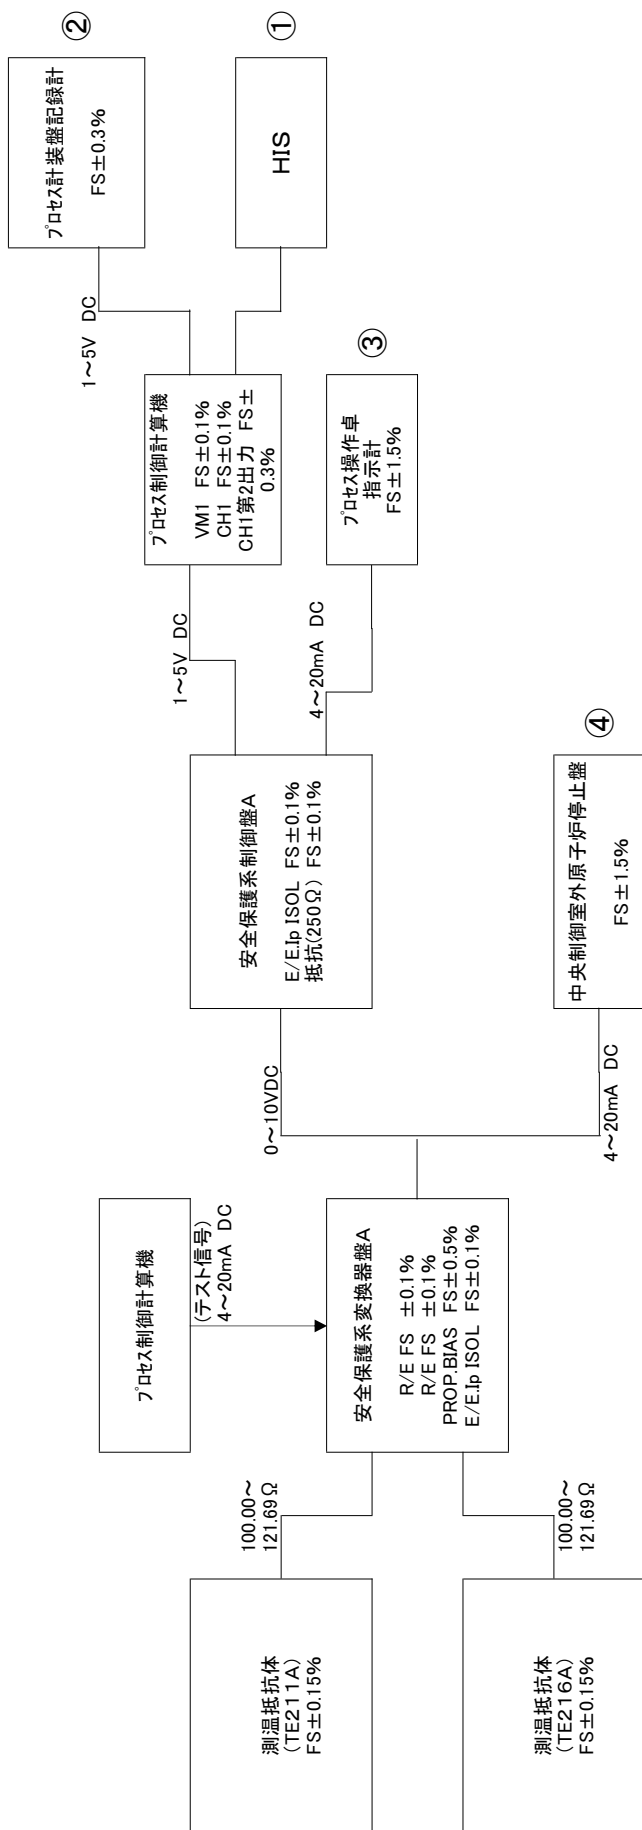 測温抵抗体
(TE211A)
FS±0.15%
100.00～
121.69Ω
測温抵抗体
(TE216A)
FS±0.15%
100.00～
121.69Ω
プロセス制御計算機
(テスト信号)
4～20mA DC
安全保護系変換器盤A
R/E FS ±0.1%
R/E FS ±0.1%
PROP.BIAS FS±0.5%
E/E.Ip ISOL FS±0.1%
0～10VDC
4～20mA DC
安全保護系制御盤A
E/E.Ip ISOL FS±0.1%
抵抗(250Ω) FS±0.1%
中央制御室外原子炉停止盤
FS±1.5%
④
1～5V DC
4～20mA DC
プロセス制御計算機
VM1 FS±0.1%
CH1 FS±0.1%
CH1第2出力 FS±
0.3%
プロセス操作卓
指示計
FS±1.5%
③
1～5V DC
プロセス計装盤記録計
FS±0.3%
②
HIS
①